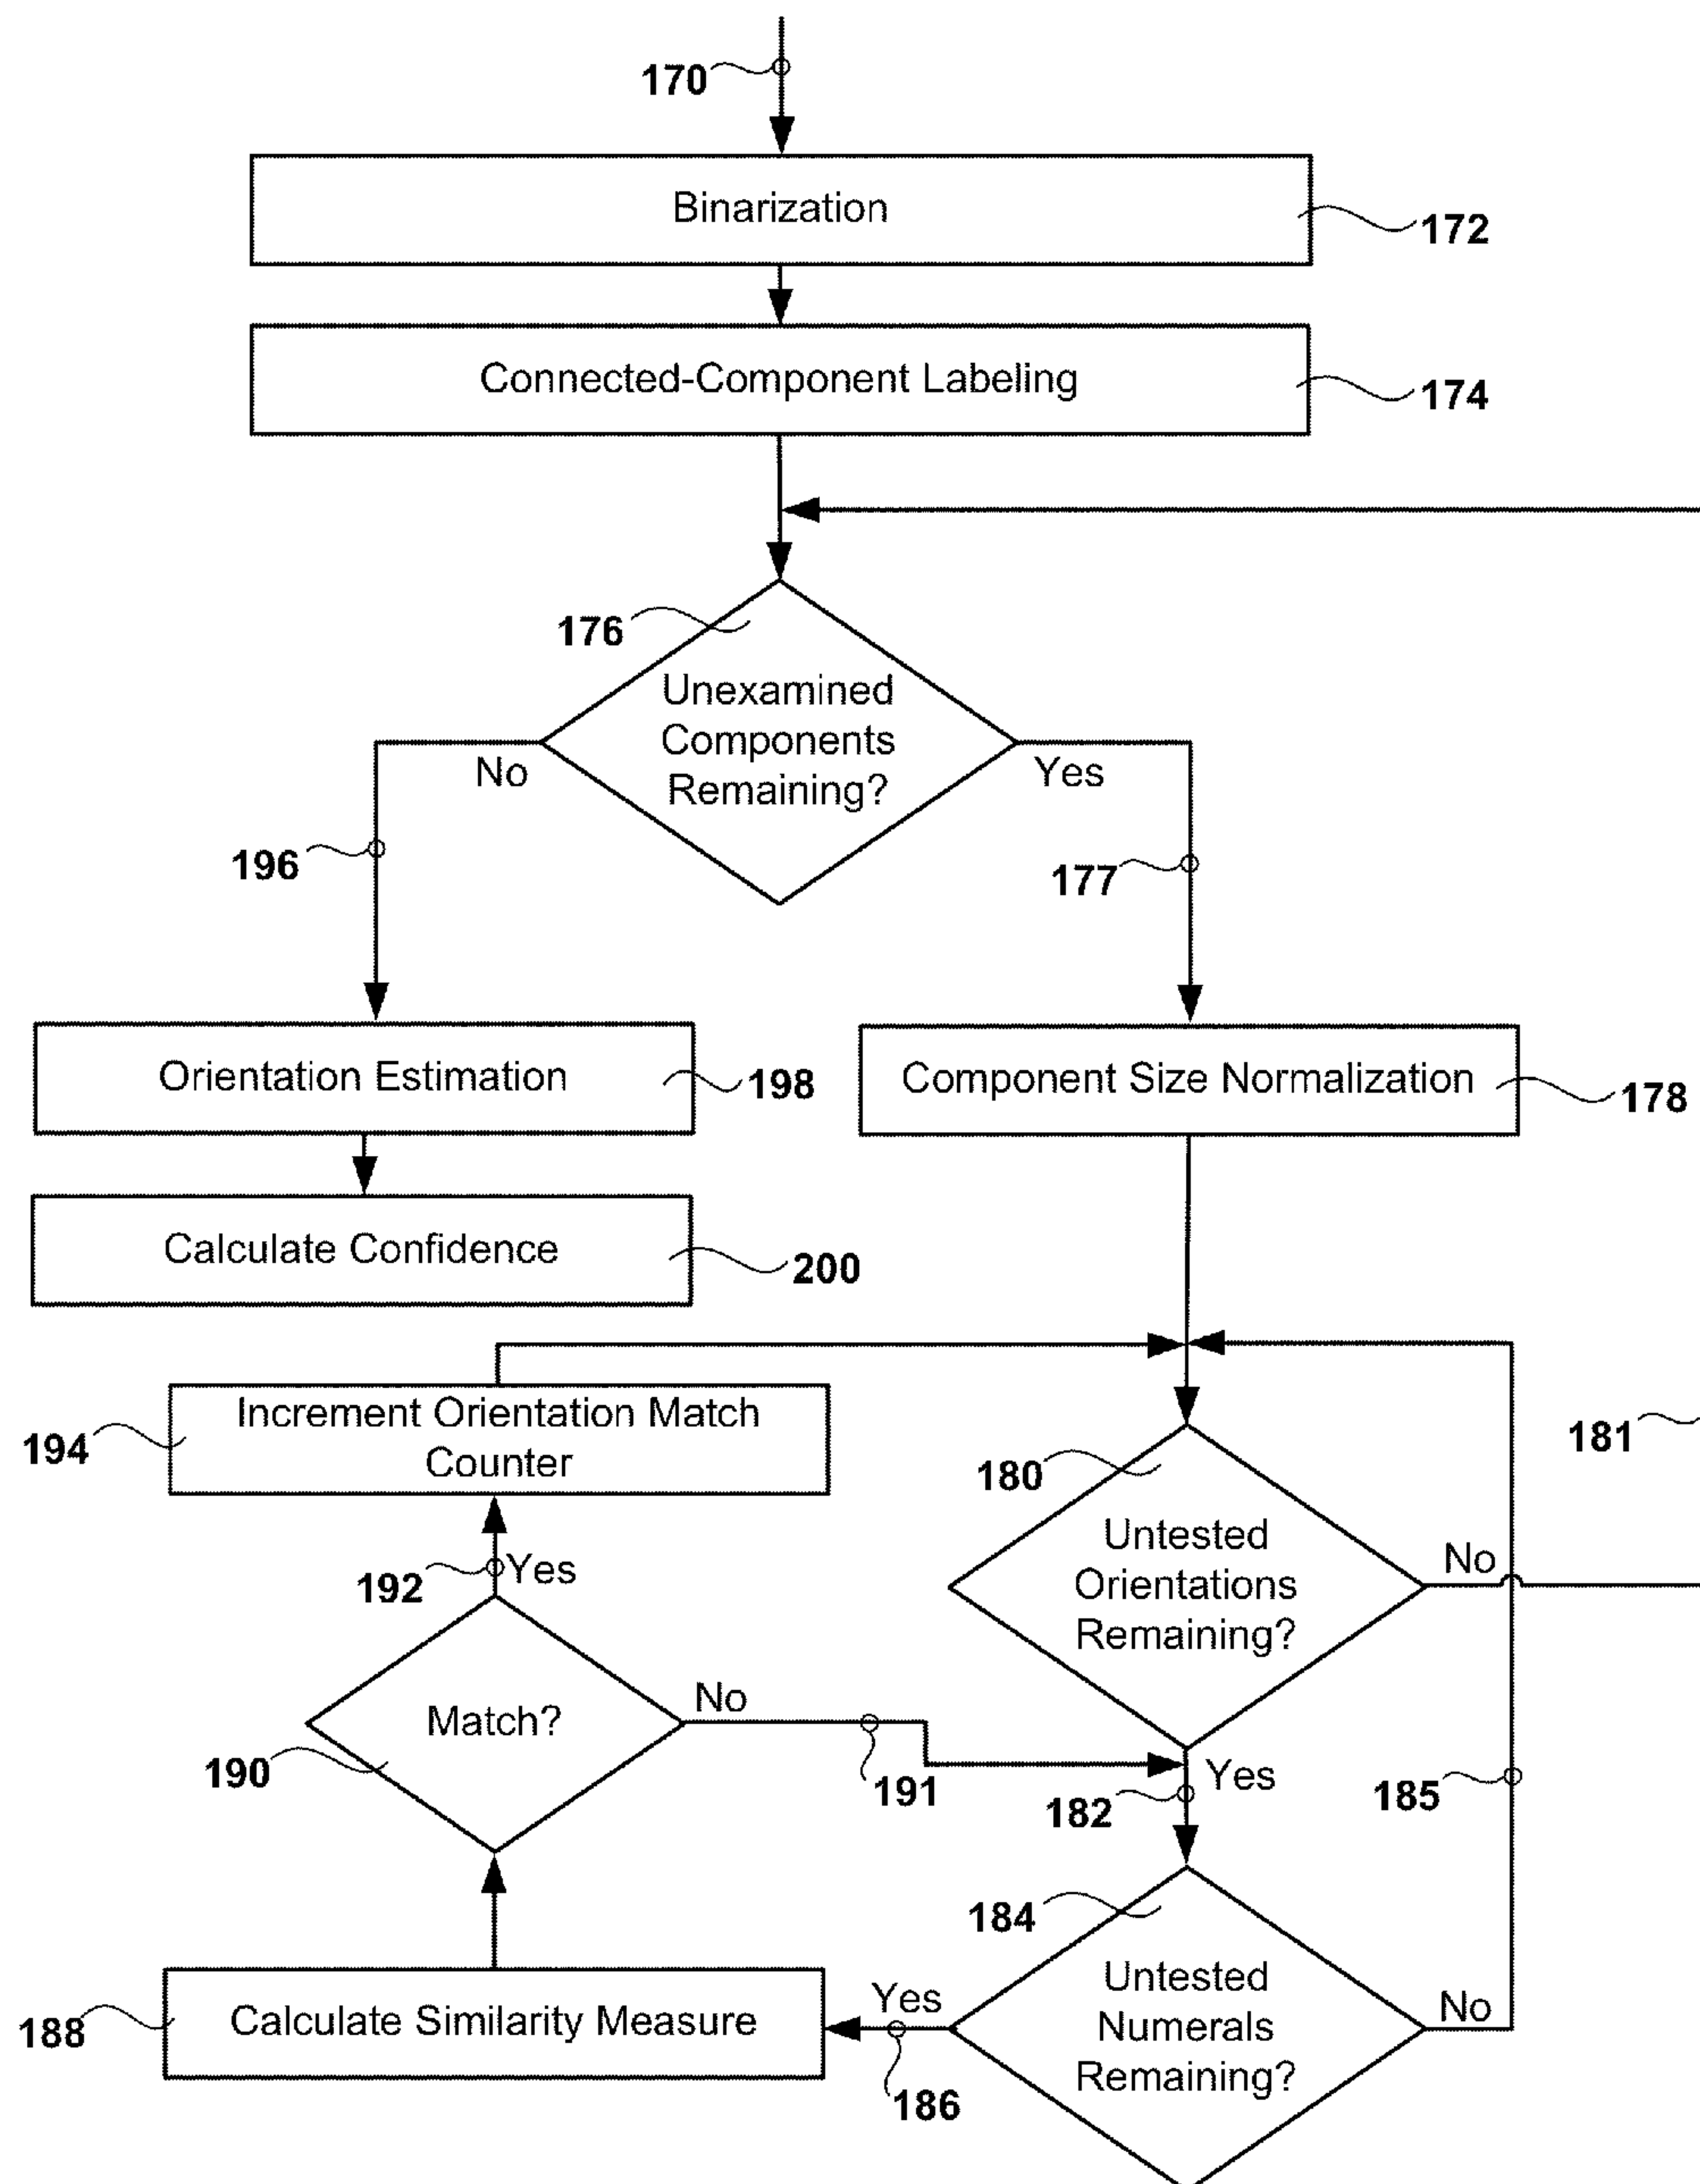 170
Binarization
172
Connected-Component Labeling
174
176
Unexamined
Components
Remaining?
No
Yes
196
177
Orientation Estimation
198
Component Size Normalization
178
Calculate Confidence
200
Increment Orientation Match
Counter
194
181
180
Untested
Orientations
Remaining?
No
192
Yes
Match?
No
190
191
Yes
182
185
184
Untested
Numerals
Remaining?
Yes
No
188
Calculate Similarity Measure
186